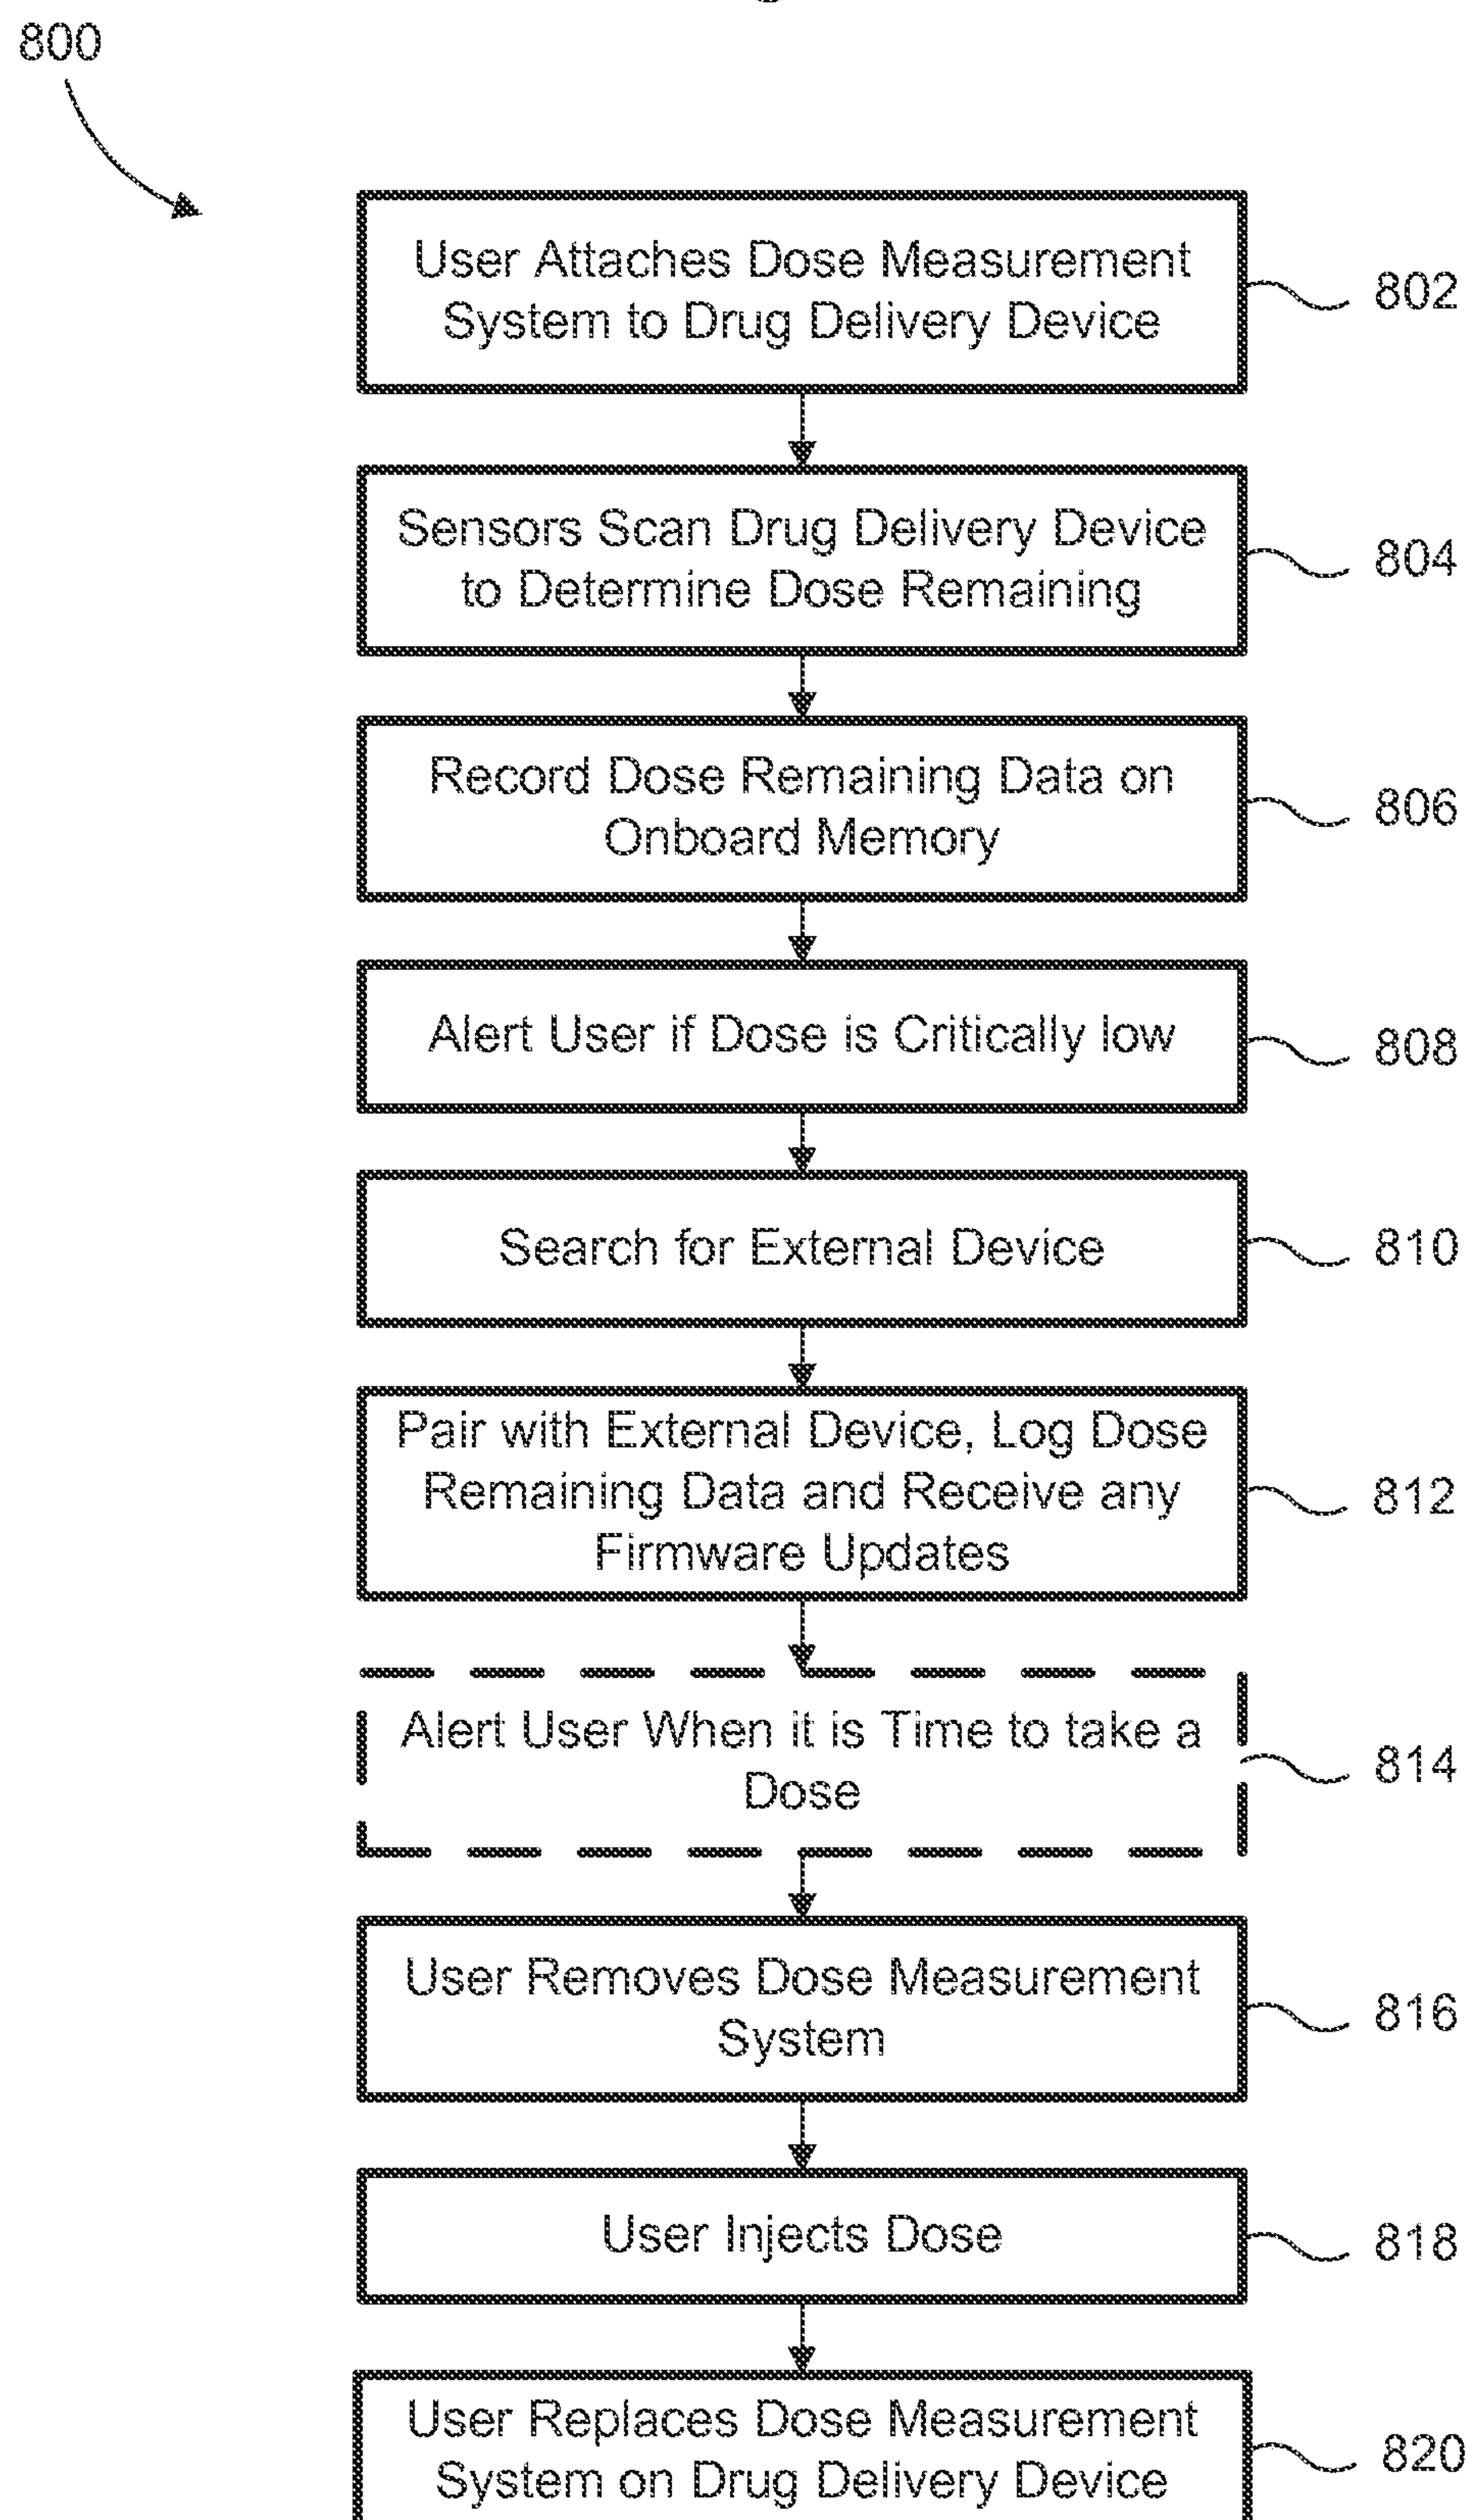 800
User Attaches Dose Measurement
System to Drug Delivery Device
802
Sensors Scan Drug Delivery Device
to Determine Dose Remaining
804
Record Dose Remaining Data on
Onboard Memory
806
Alert User if Dose is Critically low
808
Search for External Device
810
Pair with External Device, Log Dose
Remaining Data and Receive any
Firmware Updates
812
Alert User When it is Time to take a
Dose
814
User Removes Dose Measurement
System
816
User Injects Dose
818
User Replaces Dose Measurement
System on Drug Delivery Device
820